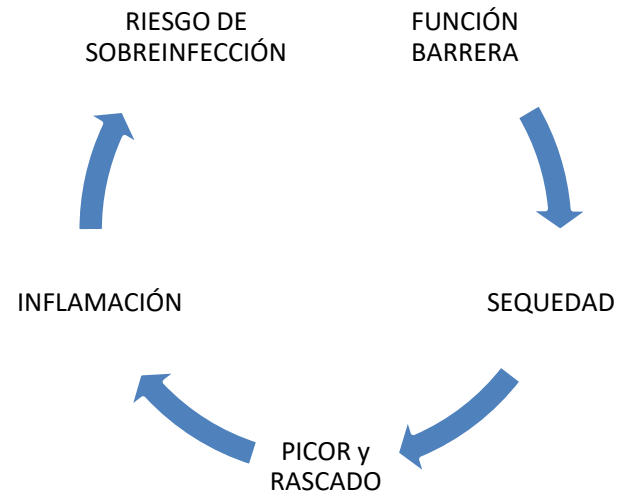 RIESGO DE
SOBREINFECCIÓN
FUNCIÓN
BARRERA
INFLAMACIÓN
SEQUEDAD
PICOR y
RASCADO